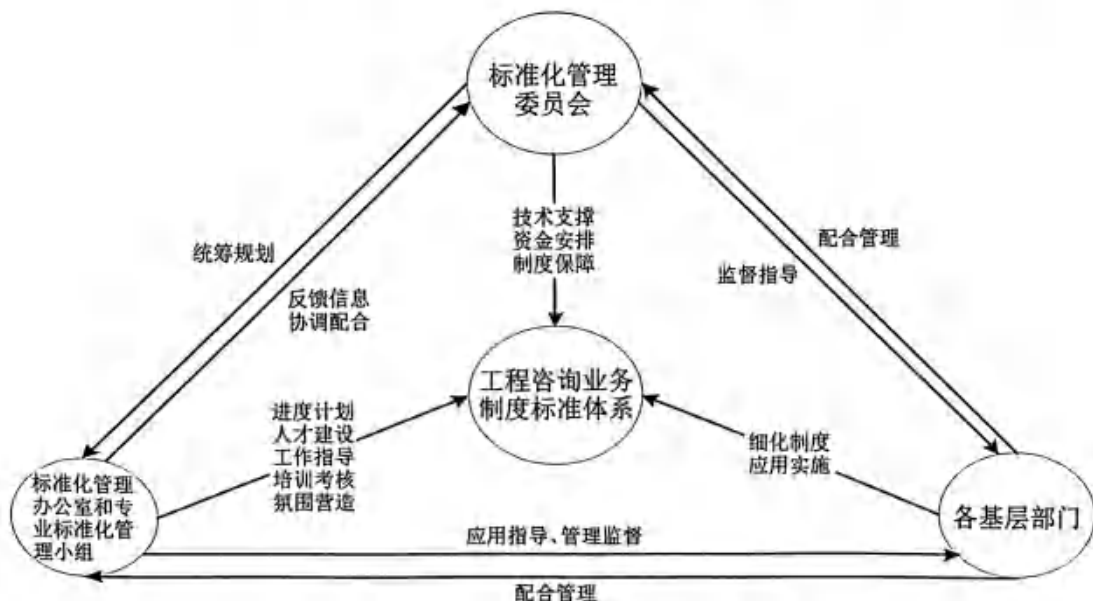 标准化管理
委员会
技术支撑
资金安排
制度保障
统筹规划
反馈信息
协调配合
配合管理
监督指导
工程咨询业务
制度标准体系
进度计划
人才建设
工作指导
培训考核
氛围营造
细化制度
应用实施
标准化管理
办公室和专
业标准化管
理小组
各基层部门
应用指导、管理监督
配合管理